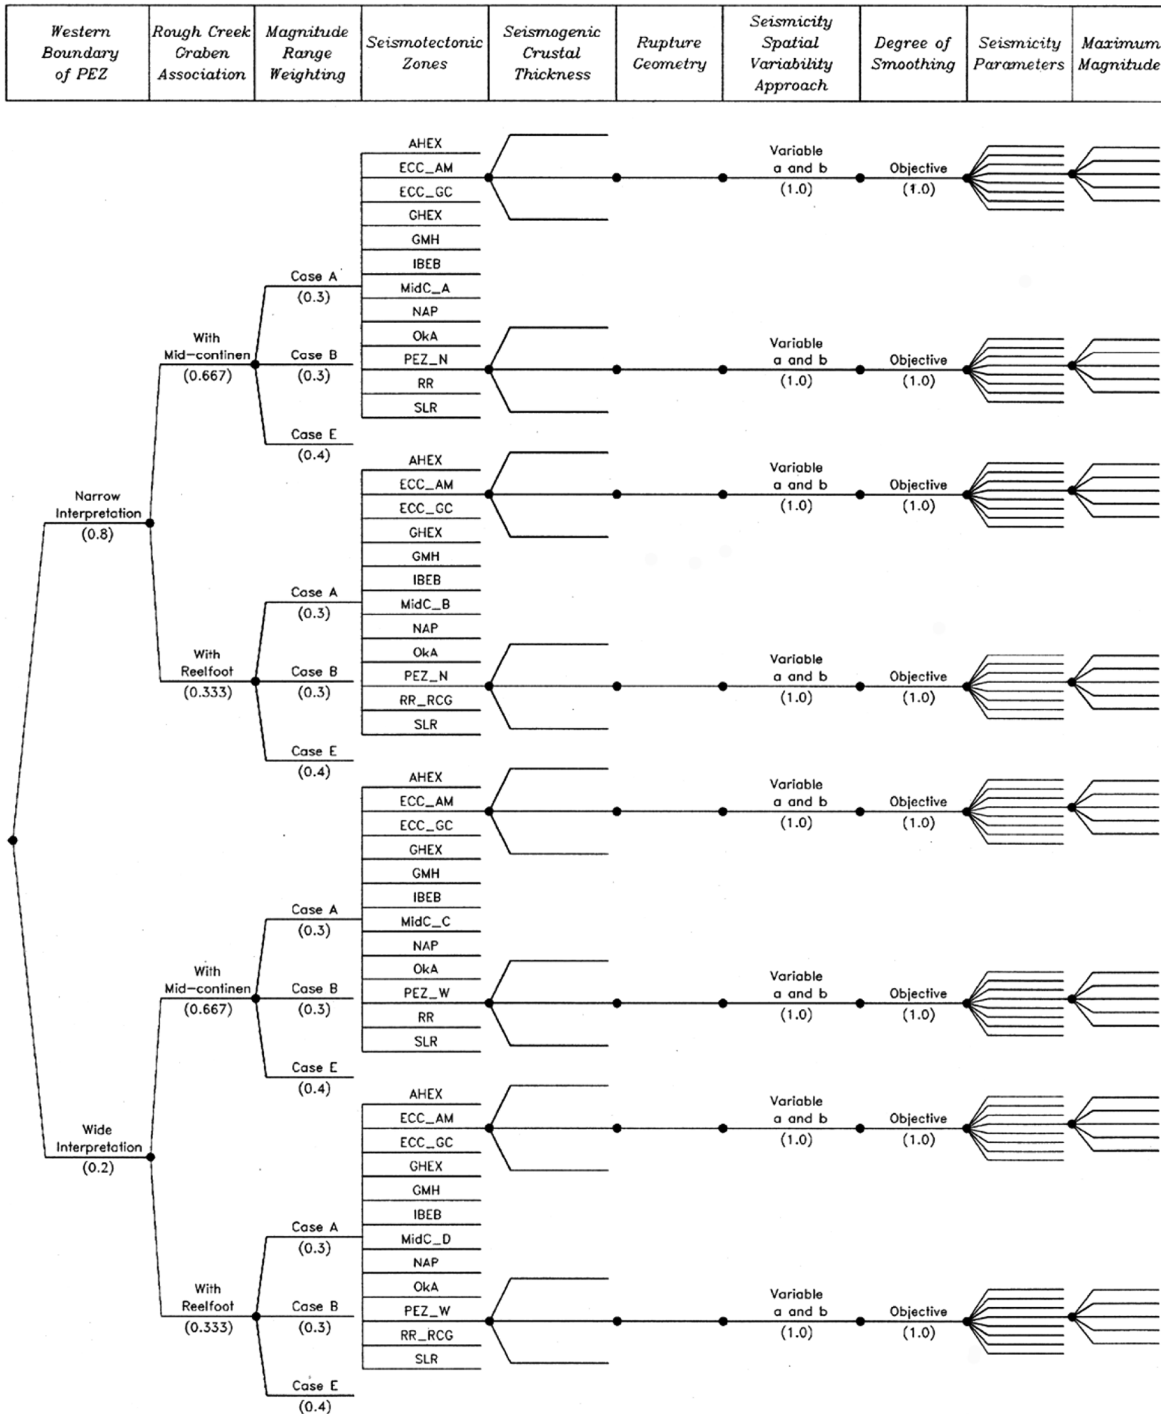 Western
Boundary
of PEZ
Rough Creek
Graben
Association
Magnitude
Range
Weighting
Seismotectonic
Zones
Seismogenic
Crustal
Thickness
Rupture
Geometry
Seismicity
Spatial
Variability
Approach
Degree of
Smoothing
Seismicity
Parameters
Maximum
Magnitude
Narrow
Interpretation
(0.8)
With
Mid-continen
(0.667)
Case A
(0.3)
Case B
(0.3)
Case E
(0.4)
AHEX
ECC_AM
ECC_GC
GHEX
GMH
IBEB
MidC_A
NAP
OkA
PEZ_N
RR
SLR
Variable
a and b
(1.0)
Objective
(1.0)
Variable
a and b
(1.0)
Objective
(1.0)
With
Reelfoot
(0.333)
Case A
(0.3)
Case B
(0.3)
Case E
(0.4)
AHEX
ECC_AM
ECC_GC
GHEX
GMH
IBEB
MidC_B
NAP
OkA
PEZ_N
RR_RCG
SLR
Variable
a and b
(1.0)
Objective
(1.0)
Variable
a and b
(1.0)
Objective
(1.0)
Wide
Interpretation
(0.2)
With
Mid-continen
(0.667)
Case A
(0.3)
Case B
(0.3)
Case E
(0.4)
AHEX
ECC_AM
ECC_GC
GHEX
GMH
IBEB
MidC_C
NAP
OkA
PEZ_W
RR
SLR
Variable
a and b
(1.0)
Objective
(1.0)
Variable
a and b
(1.0)
Objective
(1.0)
With
Reelfoot
(0.333)
Case A
(0.3)
Case B
(0.3)
Case E
(0.4)
AHEX
ECC_AM
ECC_GC
GHEX
GMH
IBEB
MidC_D
NAP
OkA
PEZ_W
RR_RCG
SLR
Variable
a and b
(1.0)
Objective
(1.0)
Variable
a and b
(1.0)
Objective
(1.0)